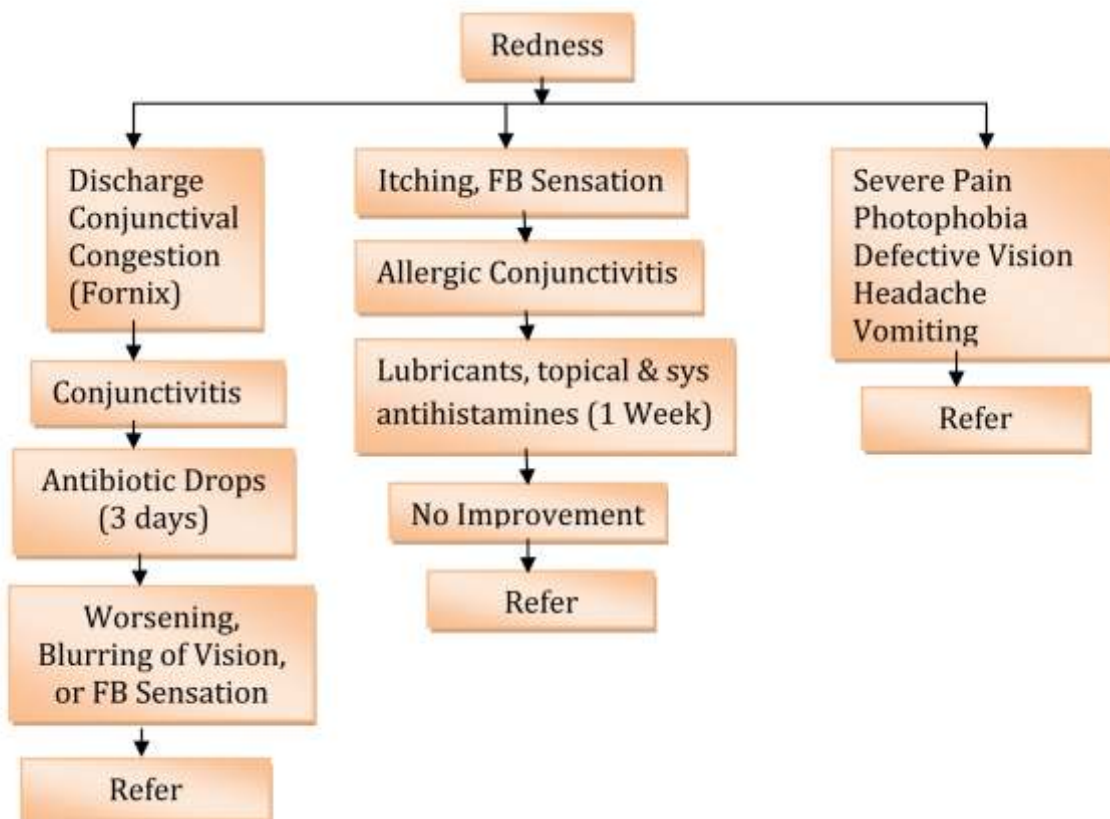 Redness
Discharge
Conjunctival
Congestion
(Fornix)
Conjunctivitis
Antibiotic Drops
(3 days)
Worsening,
Blurring of Vision,
or FB Sensation
Refer
Itching, FB Sensation
Allergic Conjunctivitis
Lubricants, topical & sys
antihistamines (1 Week)
No Improvement
Refer
Severe Pain
Photophobia
Defective Vision
Headache
Vomiting
Refer